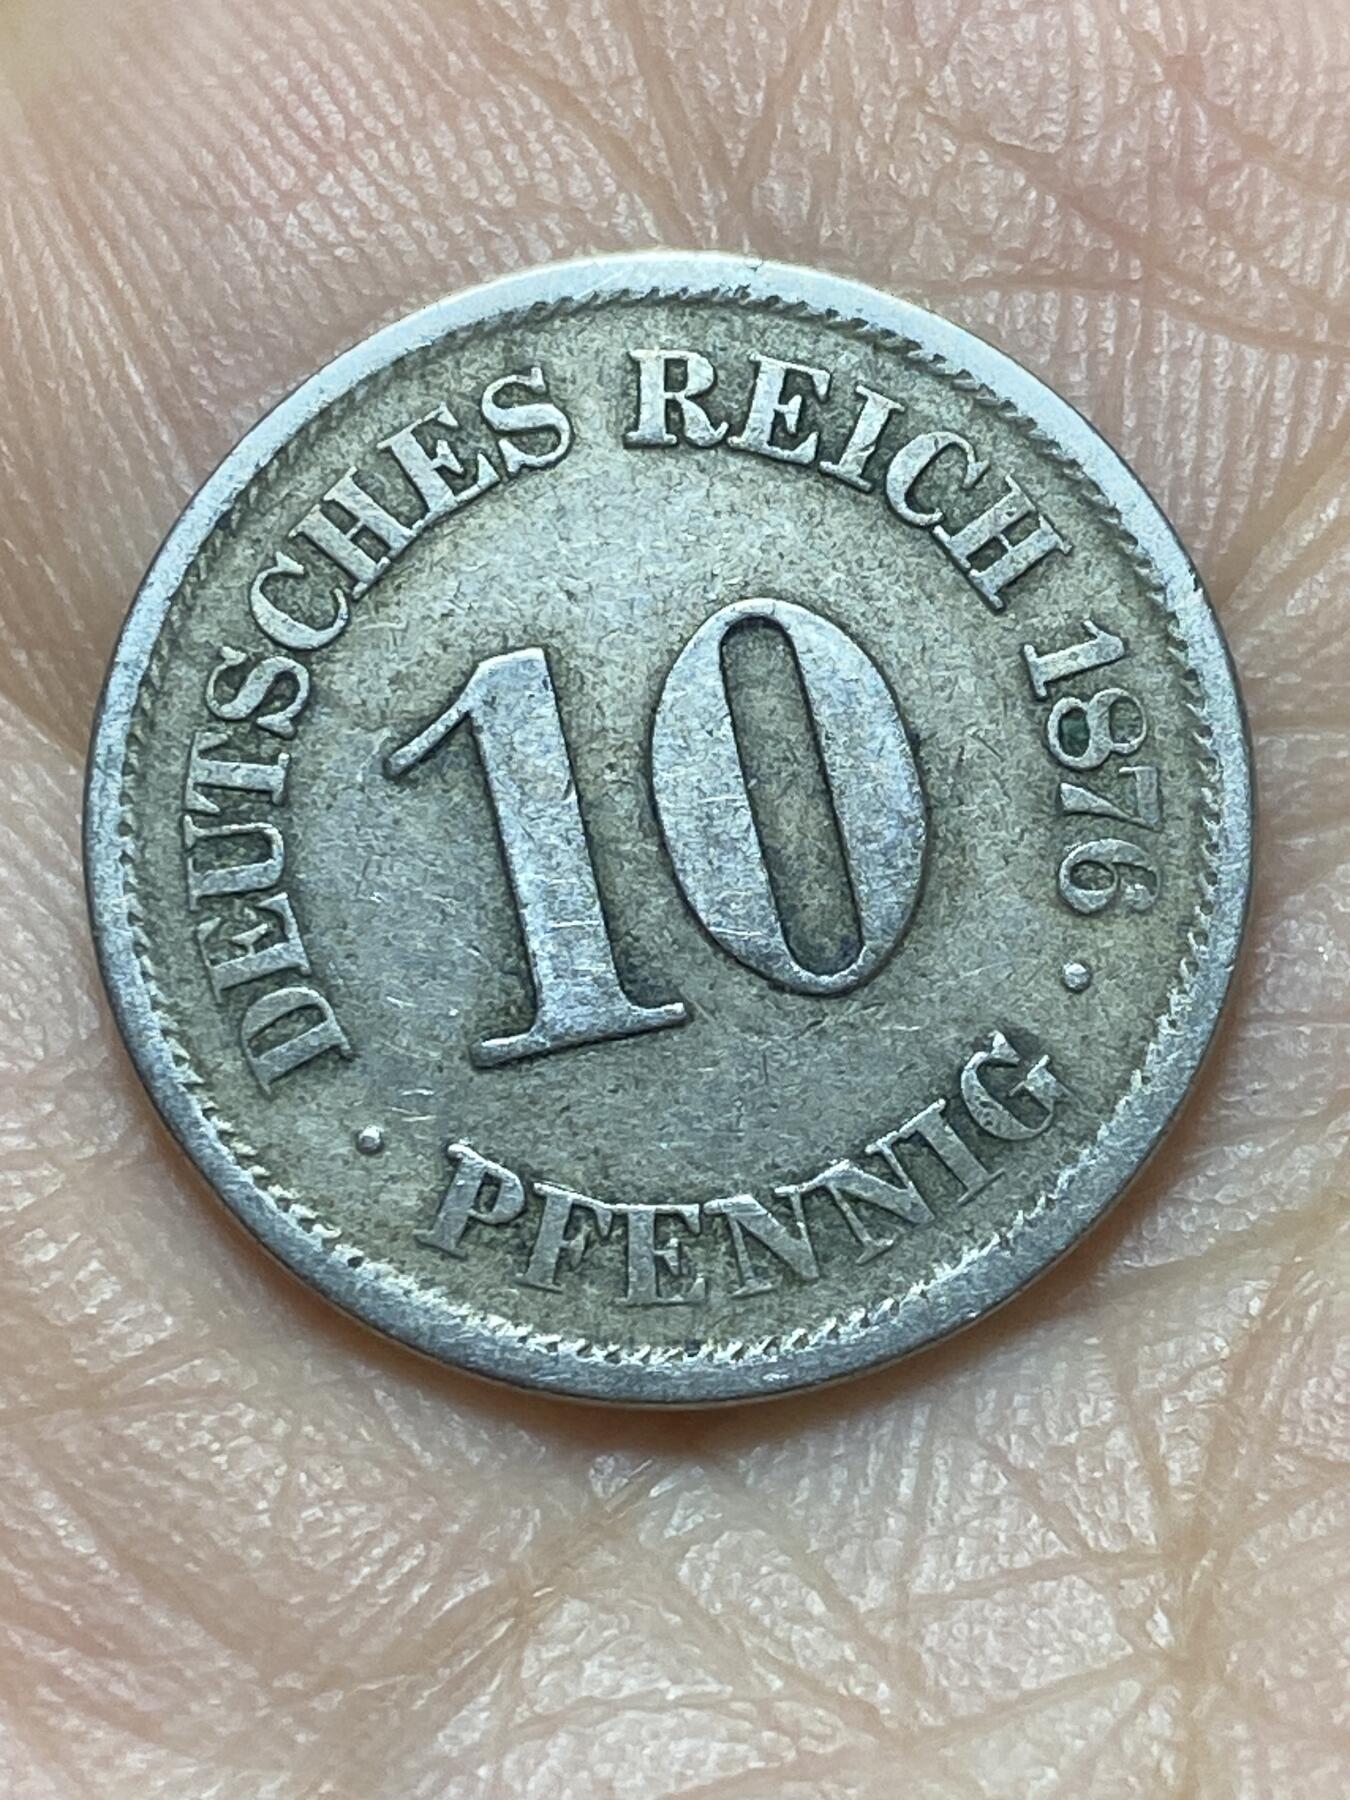 DEUTSCHES REICH 1876
10
· PFENNIG ·